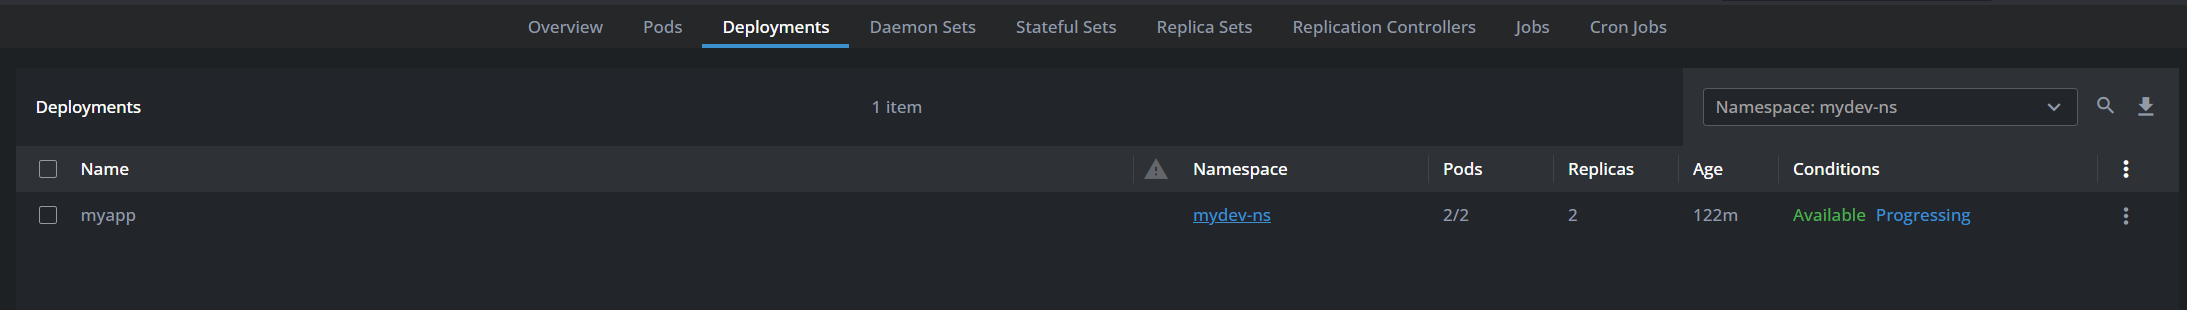 Overview Pods Deployments Daemon Sets Stateful Sets Replica Sets Replication Controllers Jobs Cron Jobs
Deployments 1 item Namespace: mydev-ns
Name Namespace Pods Replicas Age Conditions
myapp mydev-ns 2/2 2 122m Available Progressing